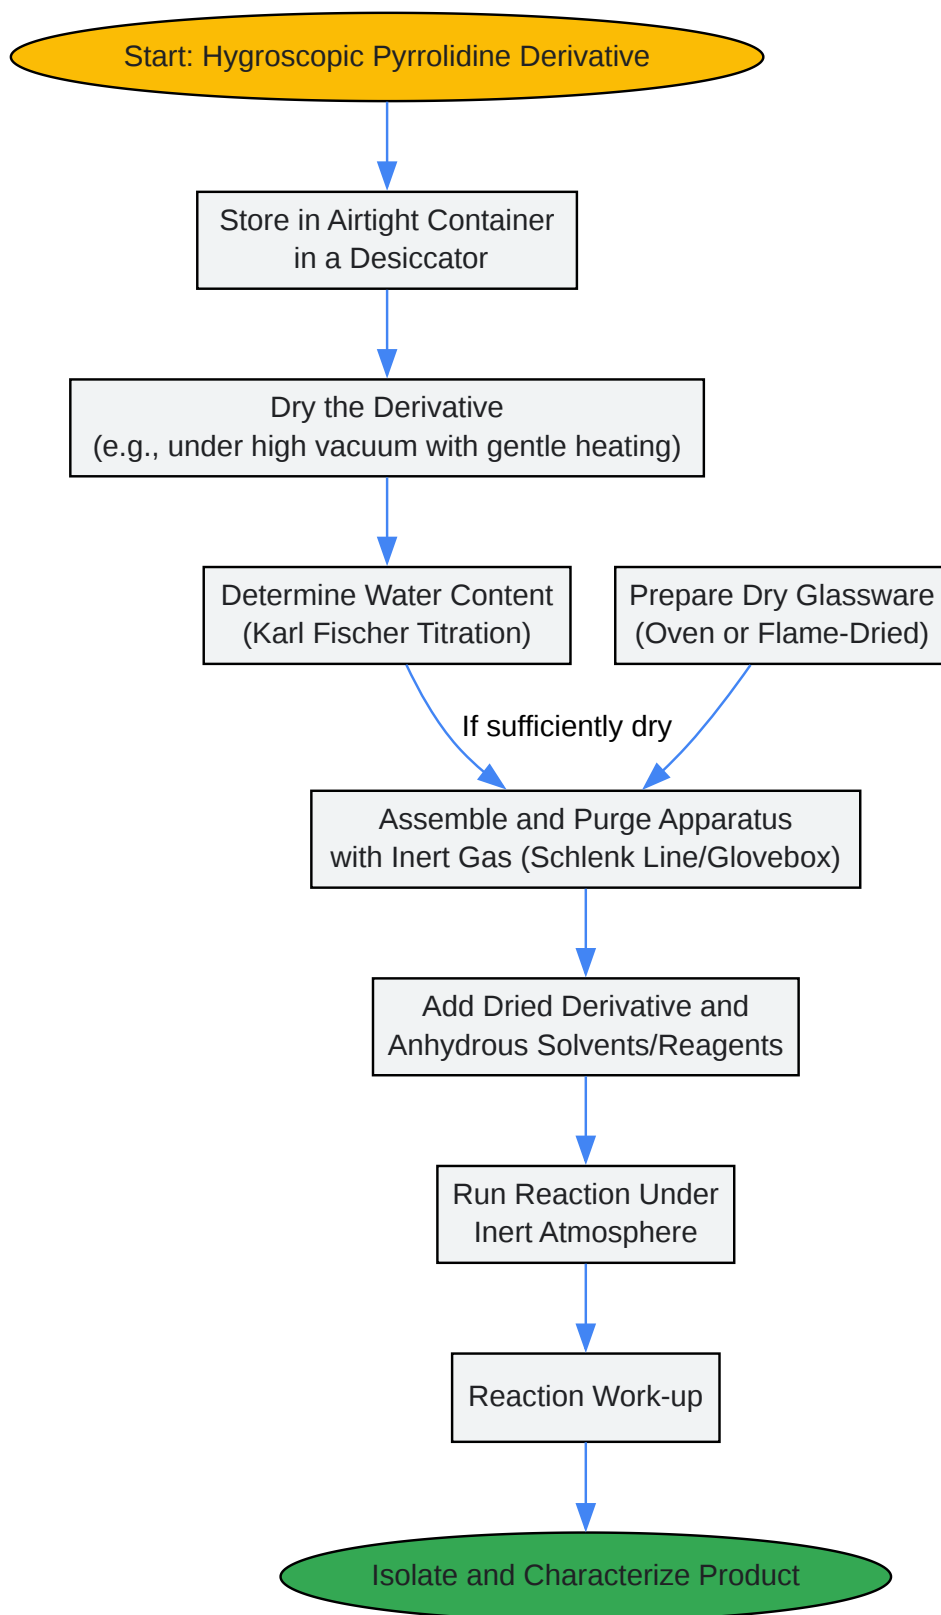 Start: Hygroscopic Pyrrolidine Derivative
Store in Airtight Container
in a Desiccator
Dry the Derivative
(e.g., under high vacuum with gentle heating)
Determine Water Content
(Karl Fischer Titration)
Prepare Dry Glassware
(Oven or Flame-Dried)
If sufficiently dry
Assemble and Purge Apparatus
with Inert Gas (Schlenk Line/Glovebox)
Add Dried Derivative and
Anhydrous Solvents/Reagents
Run Reaction Under
Inert Atmosphere
Reaction Work-up
Isolate and Characterize Product